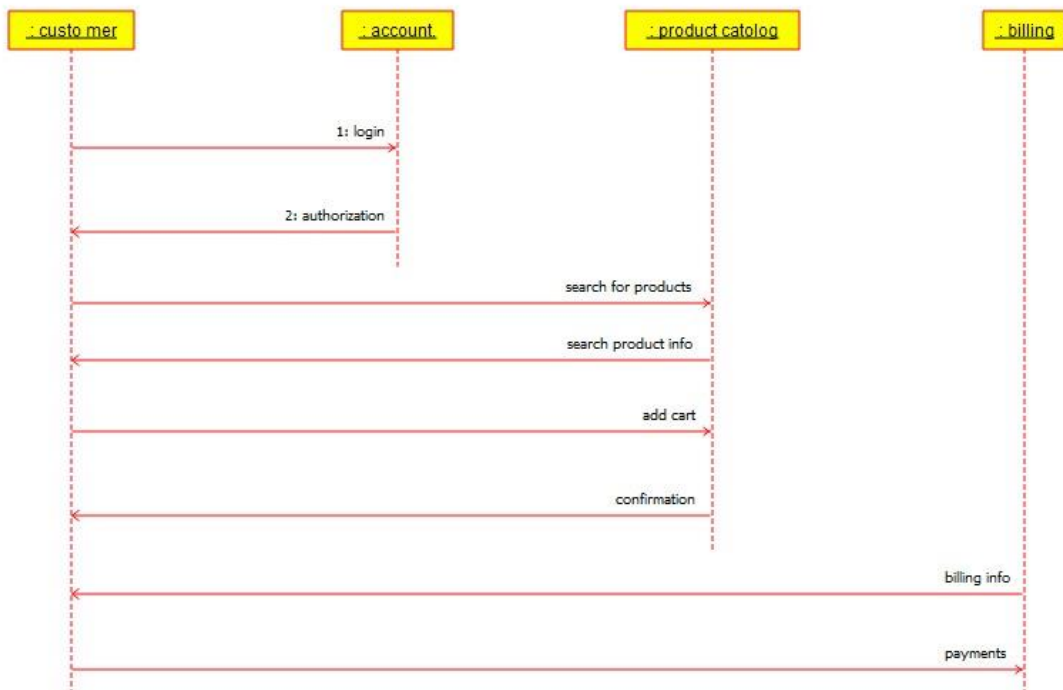 : custo mer
: account
: product catolog
: billing
1: login
2: authorization
search for products
search product info
add cart
confirmation
billing info
payments